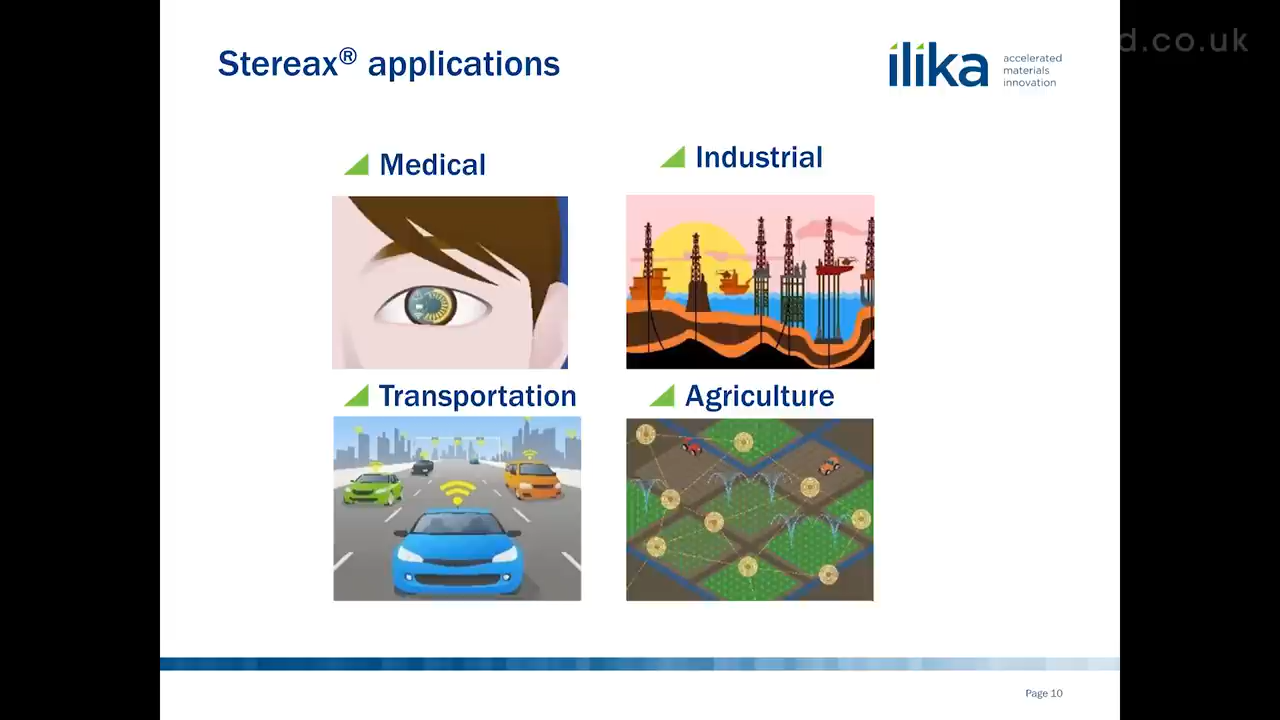 Stereax® applications
ilika
accelerated
materials
innovation
d.co.uk
Medical
Industrial
Transportation
Agriculture
Page 10